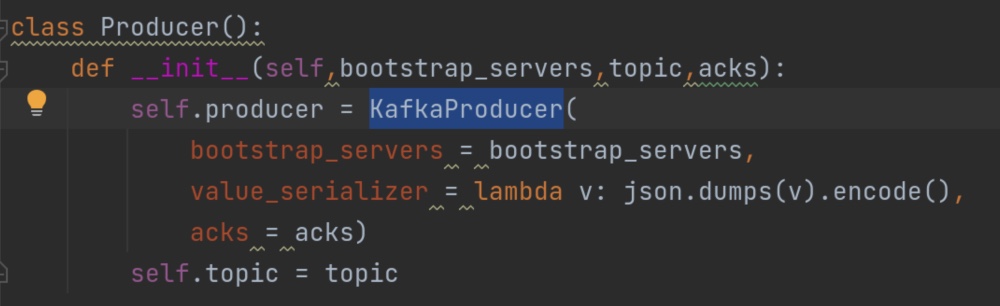 class Producer():
    def __init__(self,bootstrap_servers,topic,acks):
        self.producer = KafkaProducer(
            bootstrap_servers = bootstrap_servers,
            value_serializer = lambda v: json.dumps(v).encode(),
            acks = acks)
        self.topic = topic